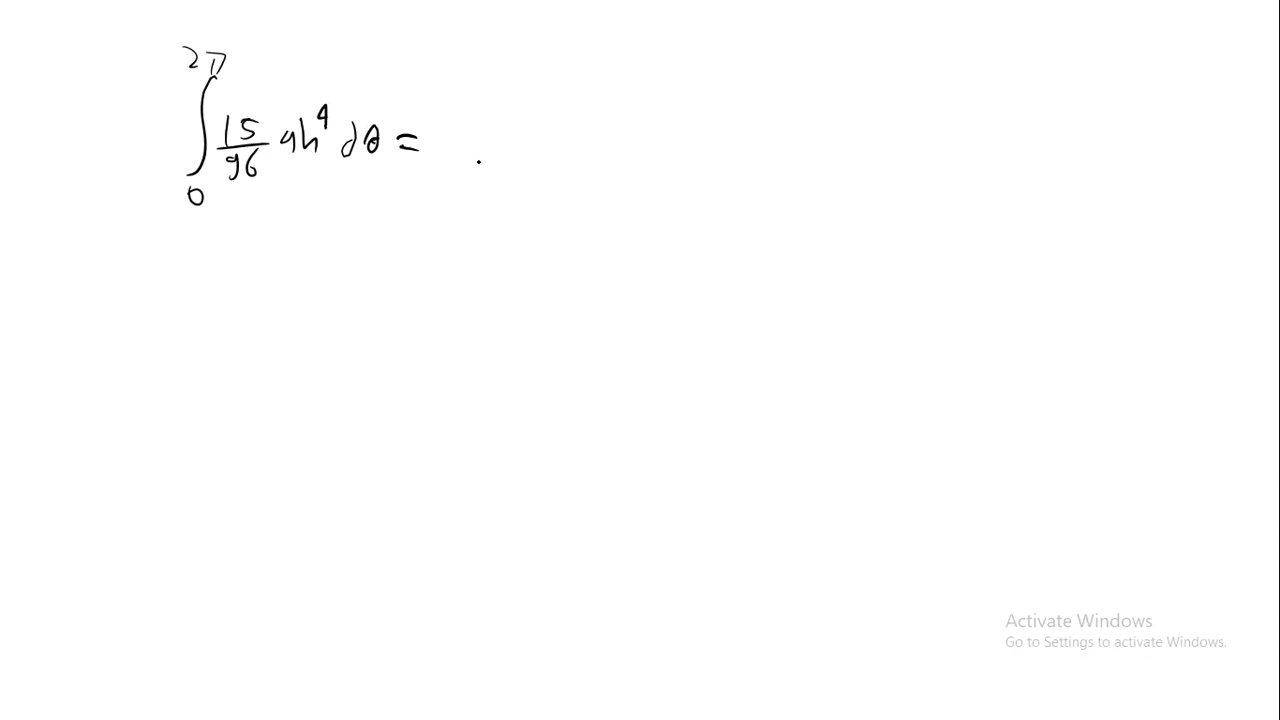 ∫₀^{2π} 15/96 ah⁴ dθ =
Activate Windows
Go to Settings to activate Windows.